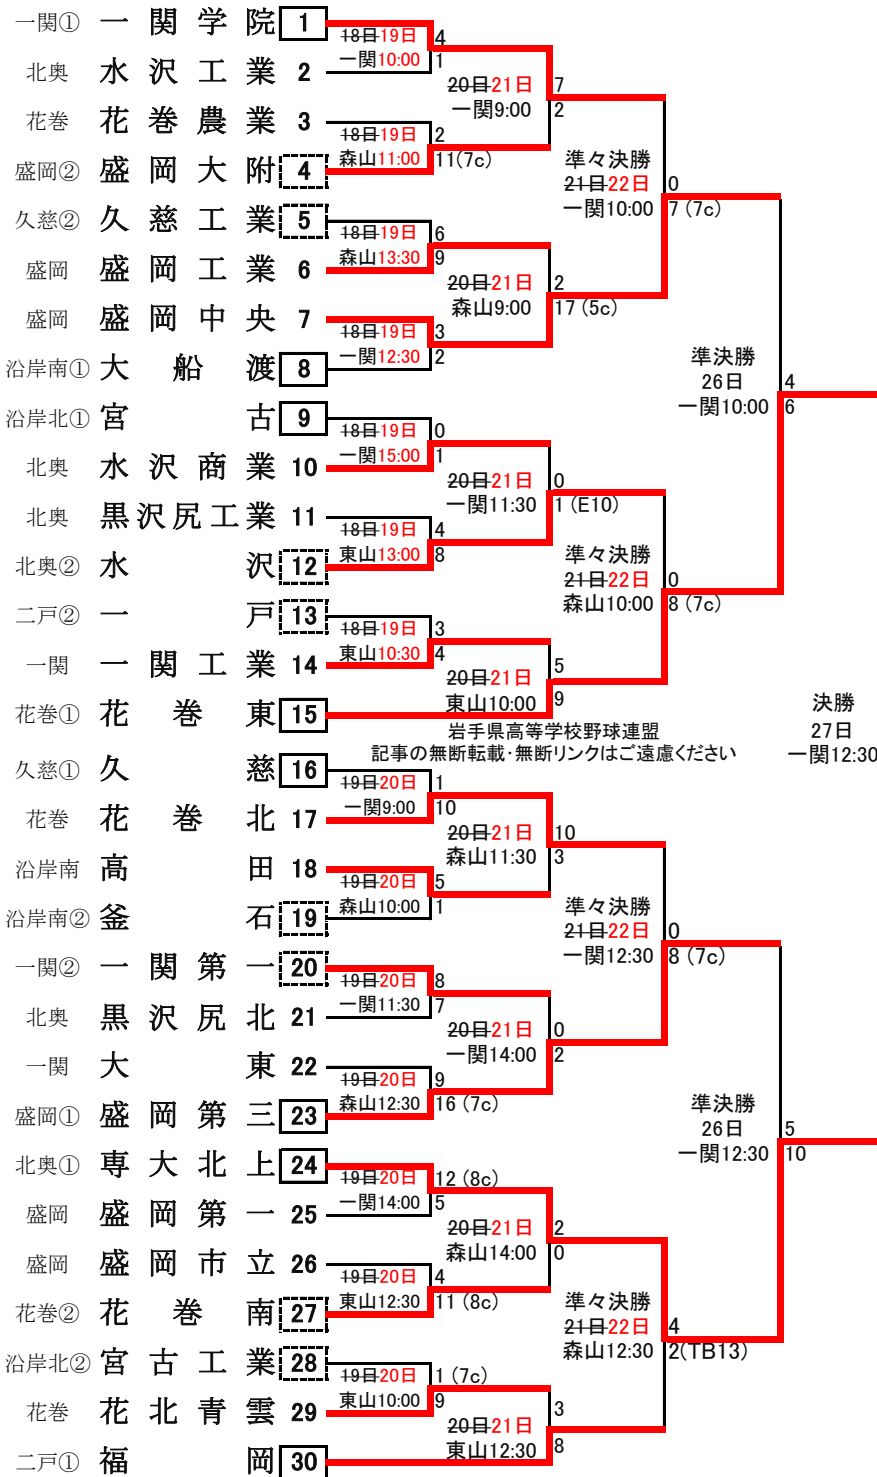 一関① 一関学院 1
18日19日 4
一関10:00 1
北奥 水沢工業 2
20日21日 7
一関9:00 2
花巻 花巻農業 3
18日19日 2
森山11:00 11(7c)
盛岡② 盛岡大附 4
準々決勝
21日22日 0
一関10:00 7 (7c)
久慈② 久慈工業 5
18日19日 6
森山13:30 9
盛岡 盛岡工業 6
20日21日 2
森山9:00 17 (5c)
盛岡 盛岡中央 7
18日19日 3
一関12:30 2
沿岸南① 大船渡 8
準決勝
26日 4
一関10:00 6
沿岸北① 宮古 9
18日19日 0
一関15:00 1
北奥 水沢商業 10
20日21日 0
一関11:30 1 (E10)
北奥 黒沢尻工業 11
18日19日 4
東山13:00 8
北奥② 水沢 12
準々決勝
21日22日 0
森山10:00 8 (7c)
二戸② 一戸 13
18日19日 3
東山10:30 4
一関 一関工業 14
20日21日 5
東山10:00 9
花巻① 花巻東 15
決勝
27日
一関12:30
岩手県高等学校野球連盟
記事の無断転載・無断リンクはご遠慮ください
久慈① 久慈 16
19日20日 1
一関9:00 10
花巻 花巻北 17
20日21日 10
森山11:30 3
沿岸南 高田 18
19日20日 5
森山10:00 1
沿岸南② 釜石 19
準々決勝
21日22日 0
一関12:30 8 (7c)
一関② 一関第一 20
19日20日 8
一関11:30 7
北奥 黒沢尻北 21
20日21日 0
一関14:00 2
一関 大東 22
19日20日 9
森山12:30 16 (7c)
盛岡① 盛岡第三 23
準決勝
26日 5
一関12:30 10
北奥① 専大北上 24
19日20日 12 (8c)
一関14:00 5
盛岡 盛岡第一 25
20日21日 2
森山14:00 0
盛岡 盛岡市立 26
19日20日 4
東山12:30 11 (8c)
花巻② 花巻南 27
準々決勝
21日22日 4
森山12:30 2(TB13)
沿岸北② 宮古工業 28
19日20日 1 (7c)
東山10:00 9
花巻 花北青雲 29
20日21日 3
東山12:30 8
二戸① 福岡 30